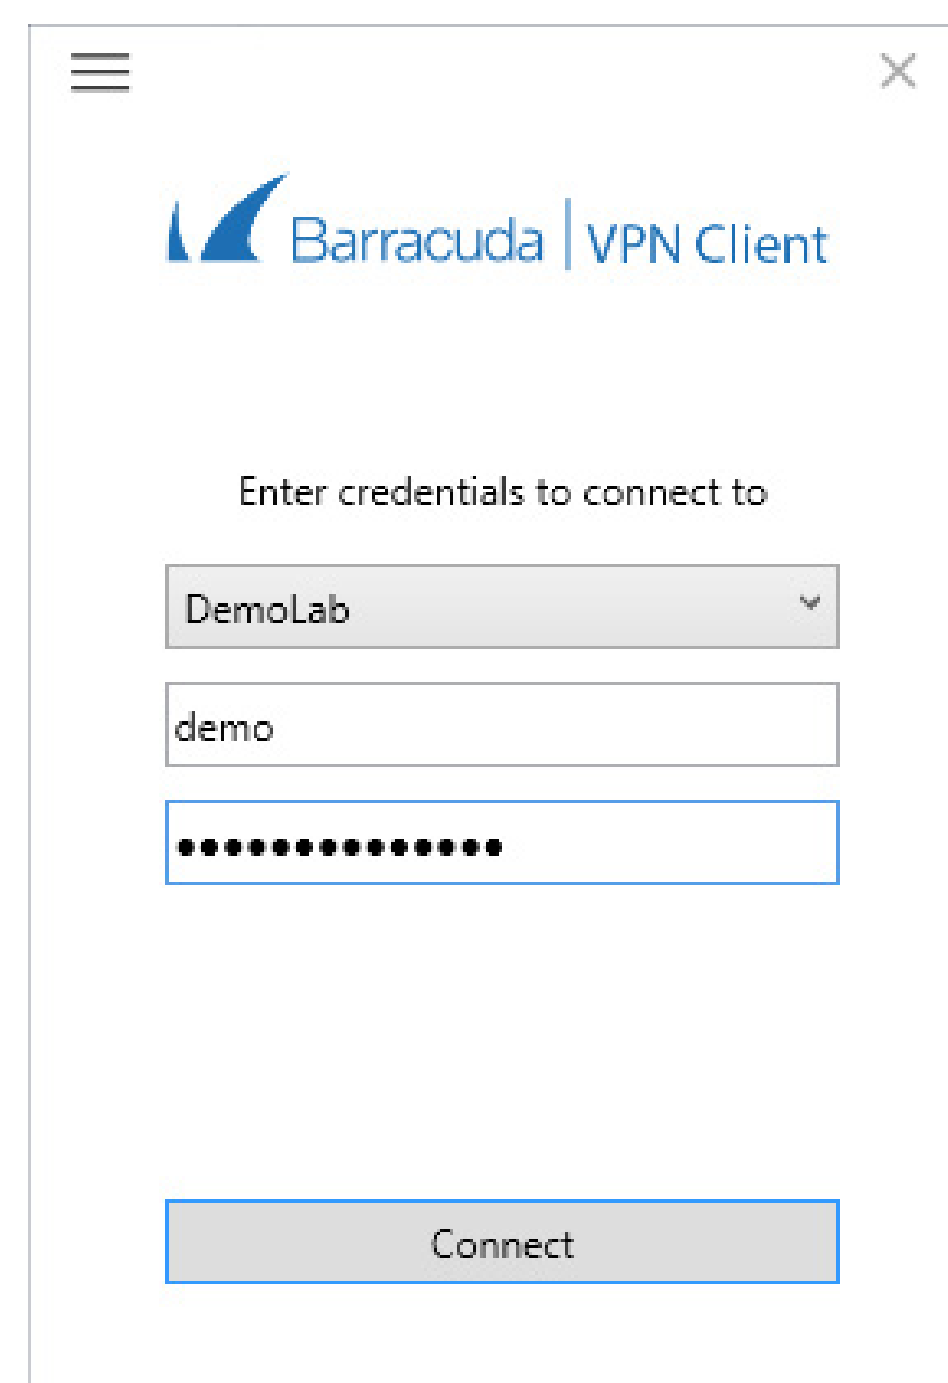 Barracuda | VPN Client
Enter credentials to connect to
DemoLab
demo
●●●●●●●●●●●●●●
Connect